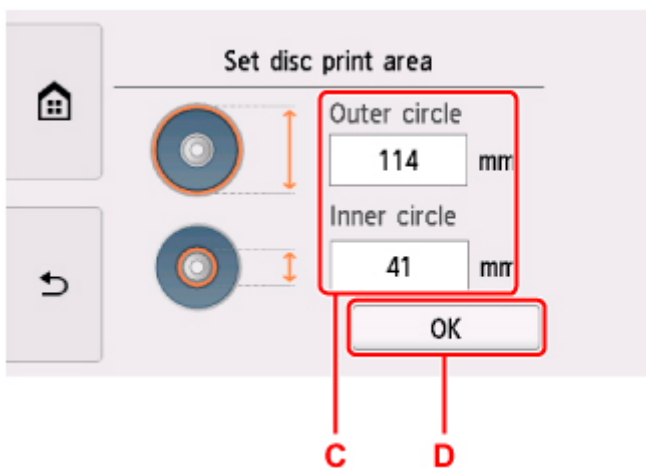 Set disc print area
Outer circle
114 mm
Inner circle
41 mm
OK
C D